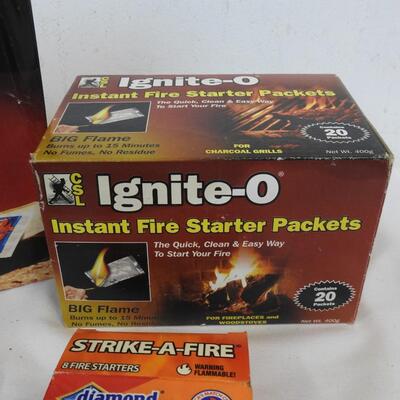 CSL
Ignite-O
Instant Fire Starter Packets
The Quick, Clean & Easy Way
To Start Your Fire
BIG Flame
Burns up to 15 Minutes
No Fumes, No Residue
FOR
CHARCOAL GRILLS
Contains
20
Packets
Net Wt. 400g
CSL
Ignite-O®
Instant Fire Starter Packets
The Quick, Clean & Easy Way
To Start Your Fire
BIG Flame
Burns up to 15 Minutes
No Fumes, No Residue
FOR FIREPLACES AND
WOODSTOVES
Contains
20
Packets
Net Wt. 400g
STRIKE-A-FIRE®
8 FIRE STARTERS
WARNING
FLAMMABLE!
diamond